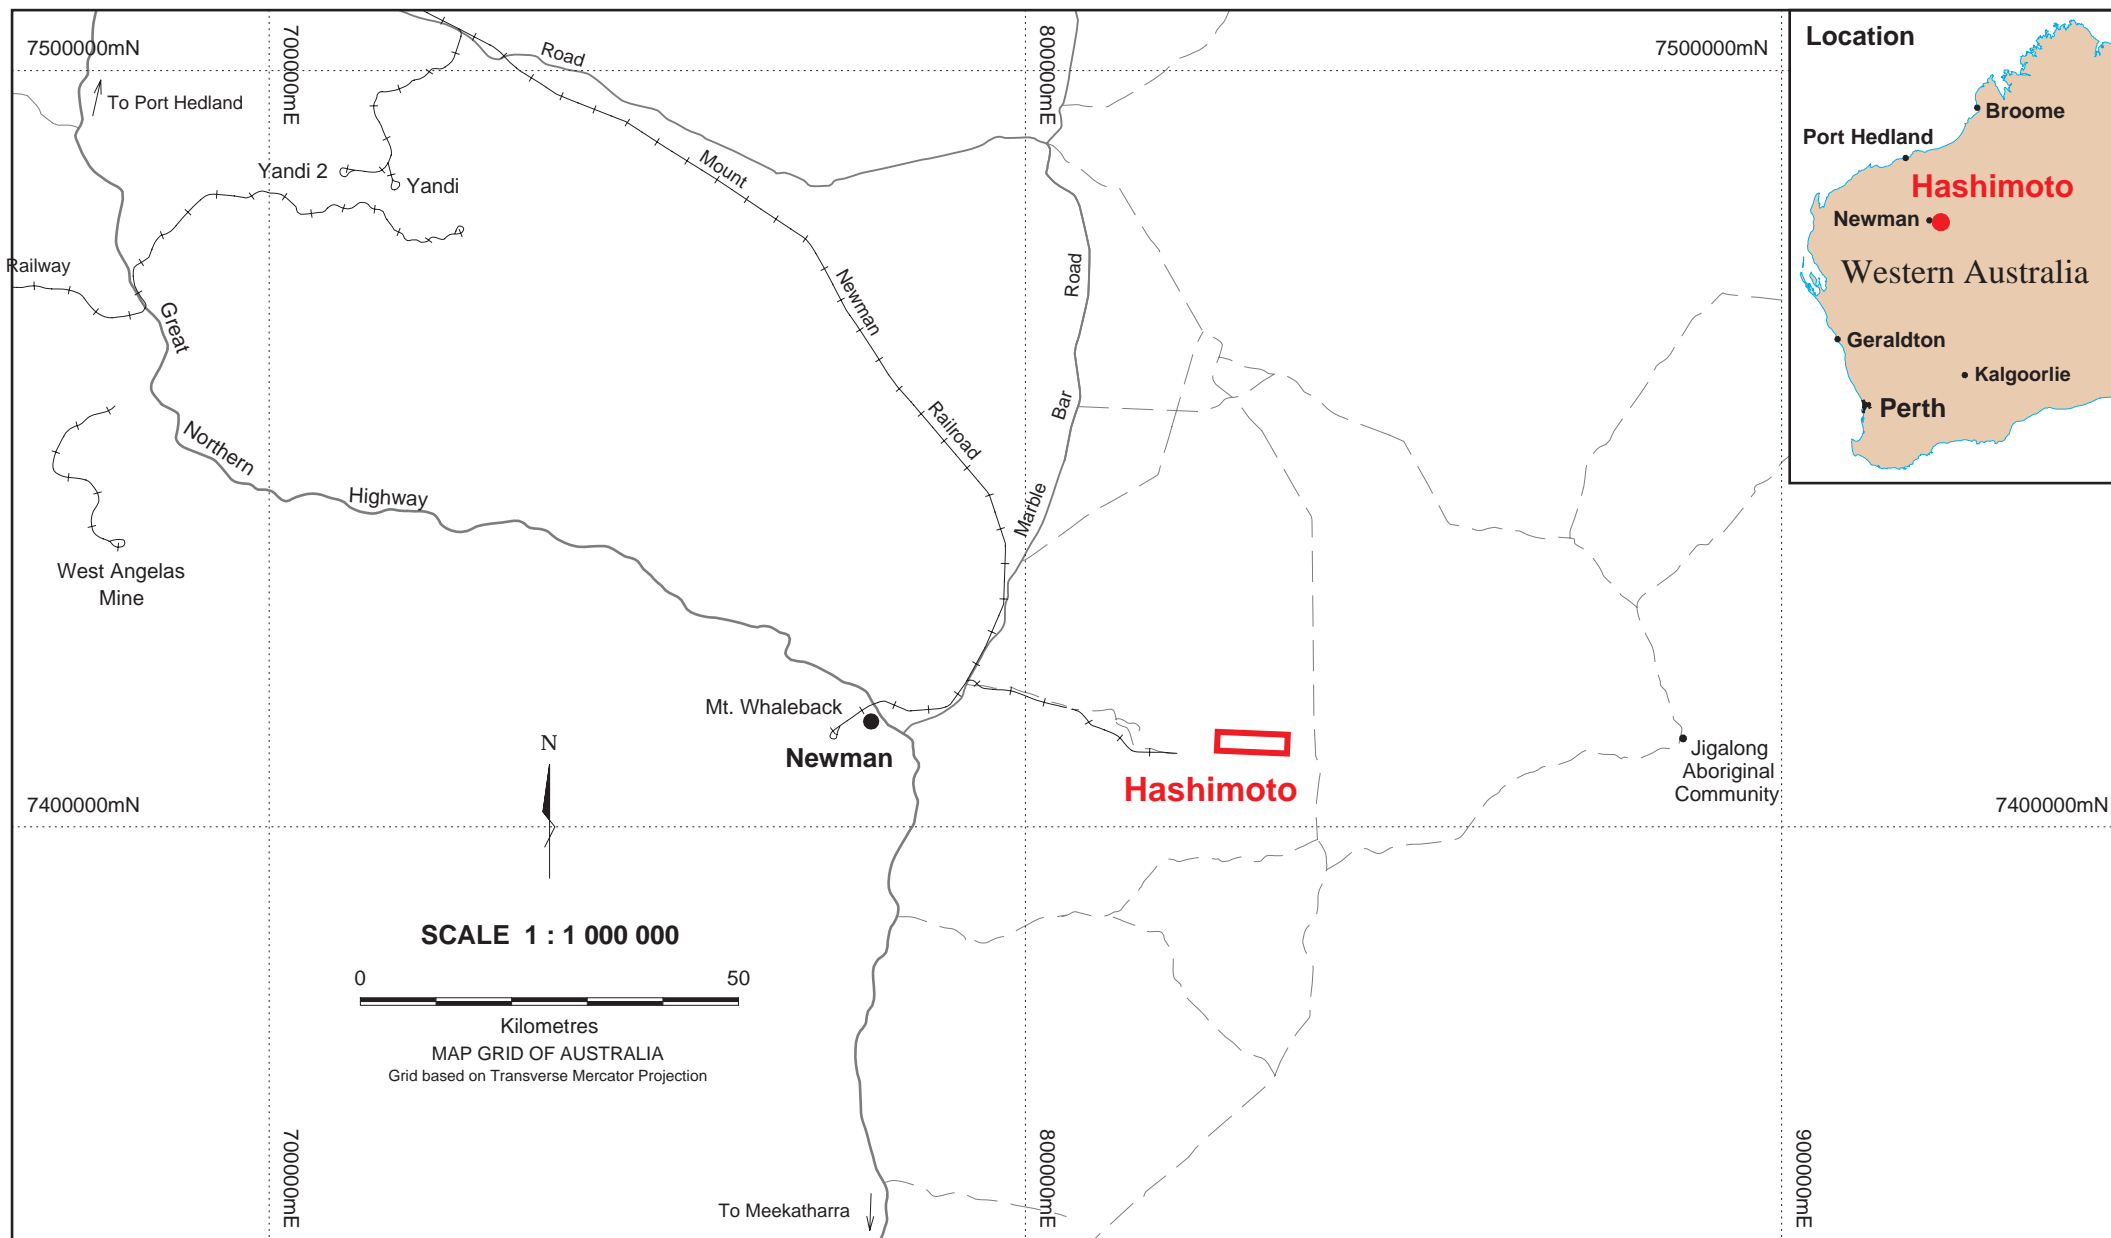 7500000mN
700000mE
Road
800000mE
7500000mN
Location
To Port Hedland
Broome
Port Hedland
Yandi 2
Yandi
Mount
Hashimoto
Newman
Railway
Great
Newman
Road
Western Australia
Geraldton
Kalgoorlie
Perth
Bar
Railroad
Northern
Highway
Marble
West Angelas
Mine
Mt. Whaleback
Newman
N
Hashimoto
Jigalong
Aboriginal
Community
7400000mN
7400000mN
SCALE 1 : 1 000 000
0
50
Kilometres
MAP GRID OF AUSTRALIA
Grid based on Transverse Mercator Projection
700000mE
800000mE
900000mE
To Meekatharra